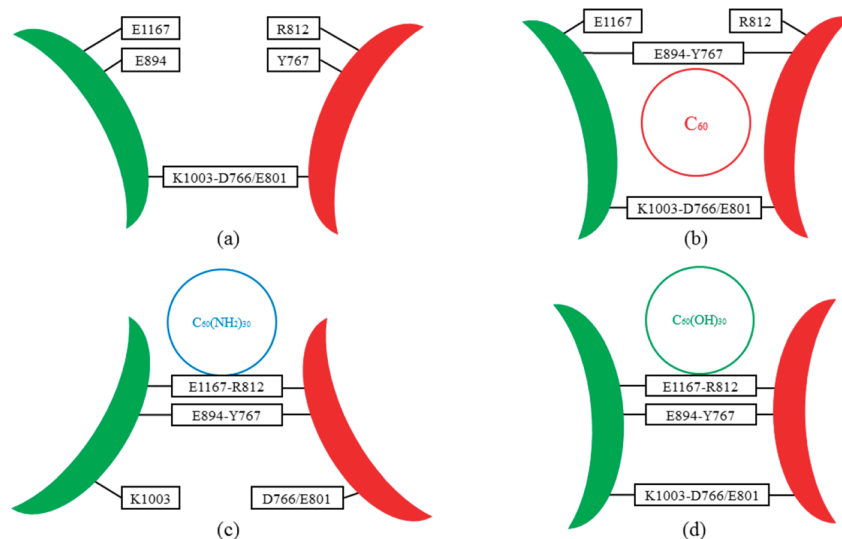 E1167
R812
E894
Y767
K1003-D766/E801
(a)
E1167
R812
E894-Y767
C₆₀
K1003-D766/E801
(b)
C₆₀(NH₂)₃₀
E1167-R812
E894-Y767
K1003
D766/E801
(c)
C₆₀(OH)₃₀
E1167-R812
E894-Y767
K1003-D766/E801
(d)